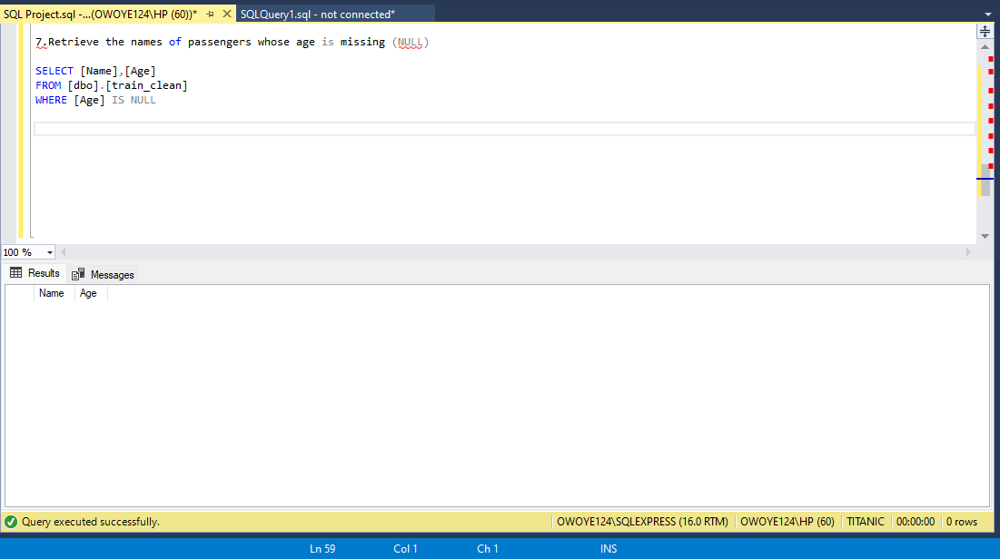 SQL Project.sql -...(OWOYE124\HP (60))* SQLQuery1.sql - not connected*
7.Retrieve the names of passengers whose age is missing (NULL)
SELECT [Name],[Age]
FROM [dbo].[train_clean]
WHERE [Age] IS NULL
100 %
Results Messages
Name Age
Query executed successfully. OWOYE124\SQLEXPRESS (16.0 RTM) OWOYE124\HP (60) TITANIC 00:00:00 0 rows
Ln 59 Col 1 Ch 1 INS